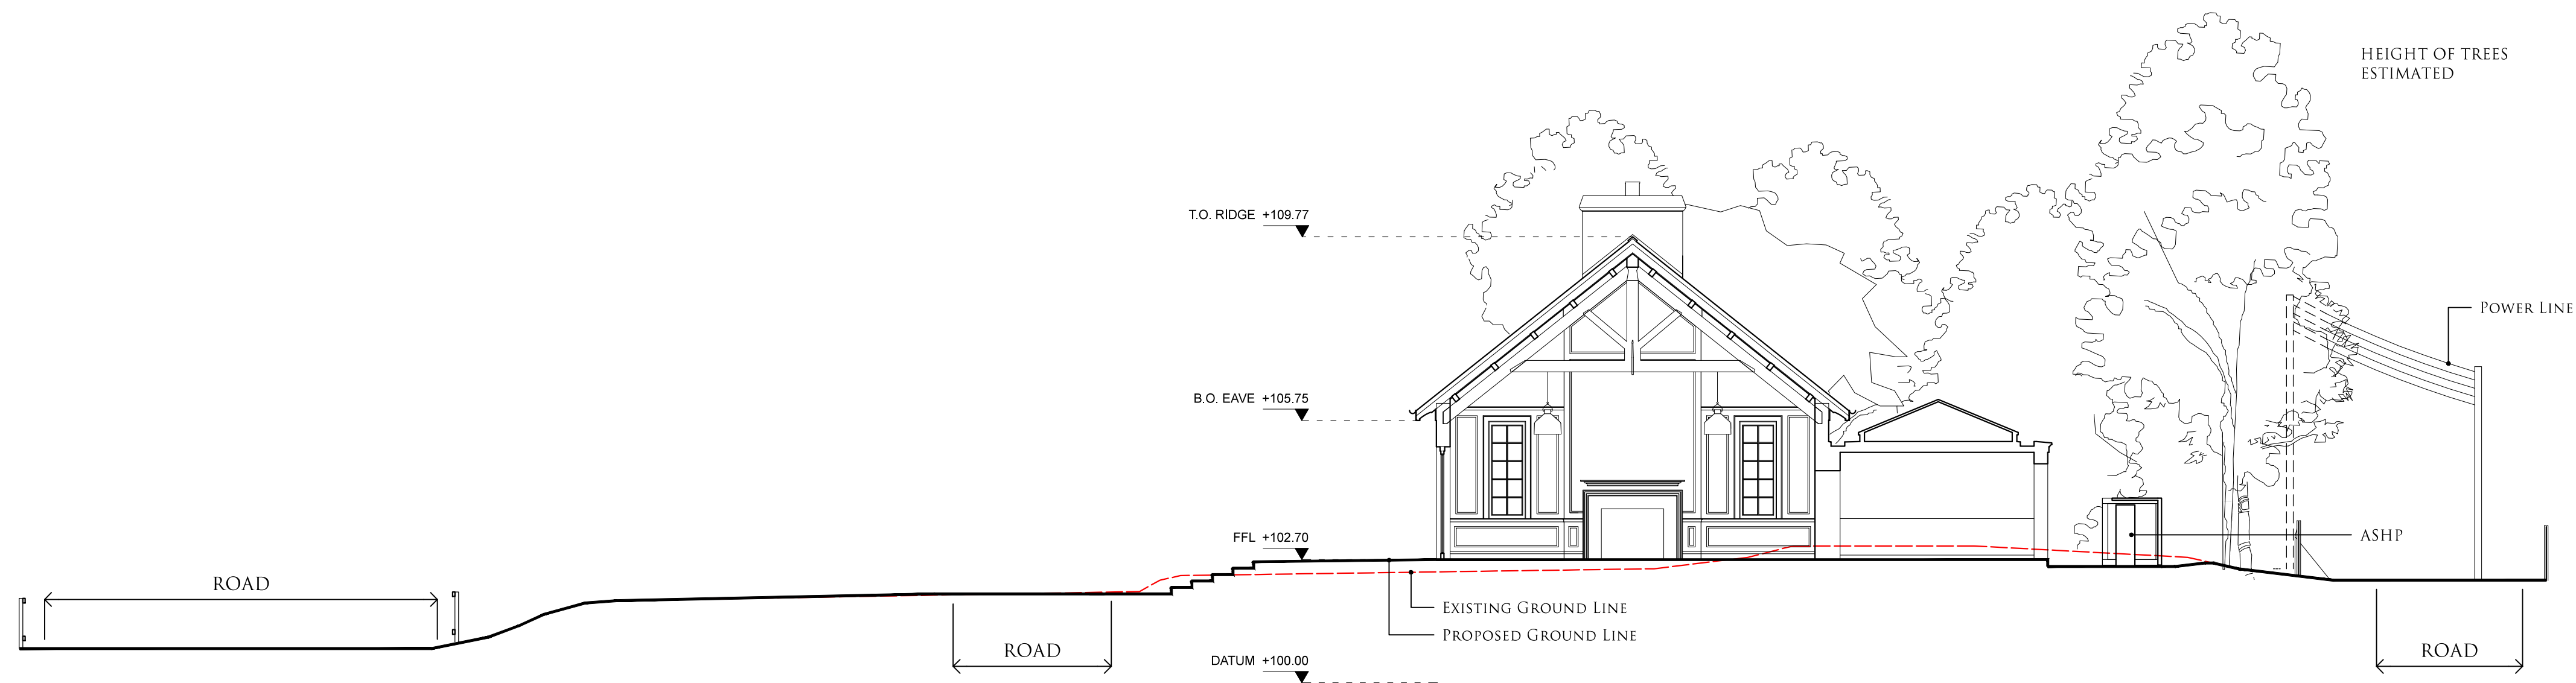 HEIGHT OF TREES
ESTIMATED
T.O. RIDGE +109.77
POWER LINE
B.O. EAVE +105.75
FFL +102.70
ASHP
ROAD
EXISTING GROUND LINE
PROPOSED GROUND LINE
ROAD
ROAD
DATUM +100.00